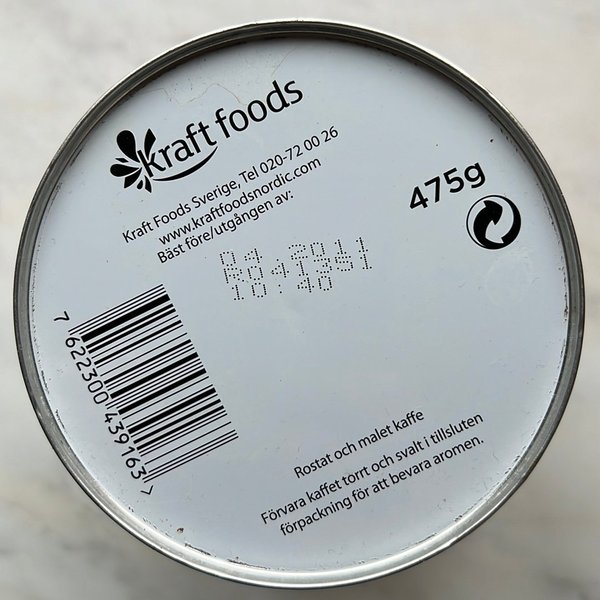 kraft foods
Kraft Foods Sverige, Tel 020-72 00 26
www.kraftfoodsnordic.com
Bäst före/utgången av:
04 2011
R041351
10:40
475g
7 622300 439163 >
Rostat och malet kaffe
Förvara kaffet torrt och svalt i tillsluten
förpackning för att bevara aromen.